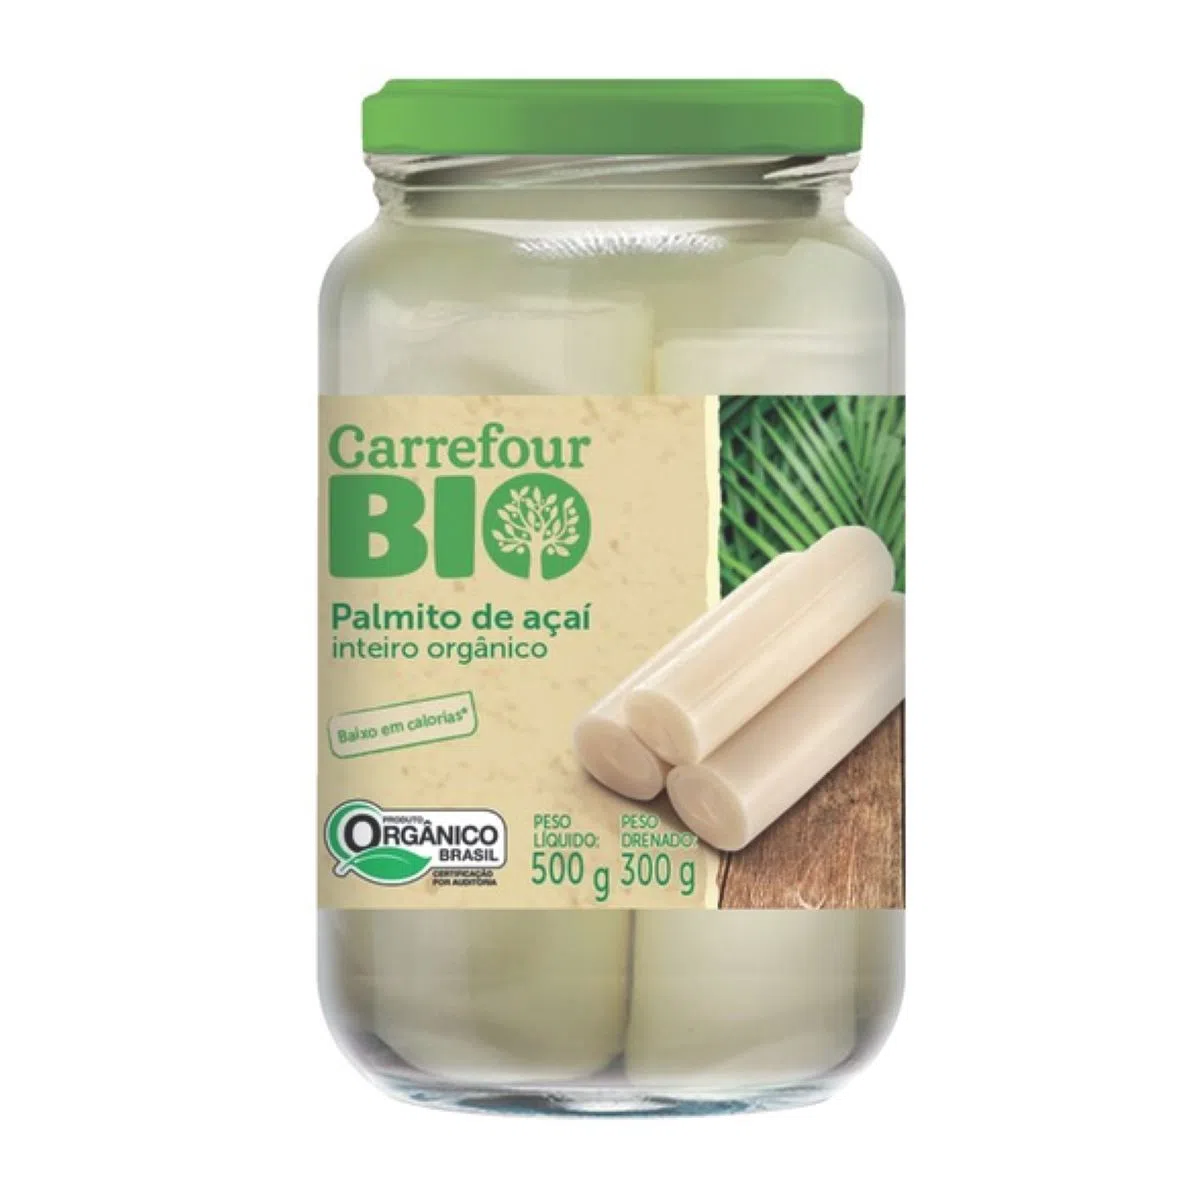 Carrefour
BIO
Palmito de açaí
inteiro orgânico
Baixo em calorias*
PRODUTO
ORGÂNICO
BRASIL
CERTIFICAÇÃO
POR AUDITORIA
PESO
LÍQUIDO:
500 g
PESO
DRENADO:
300 g